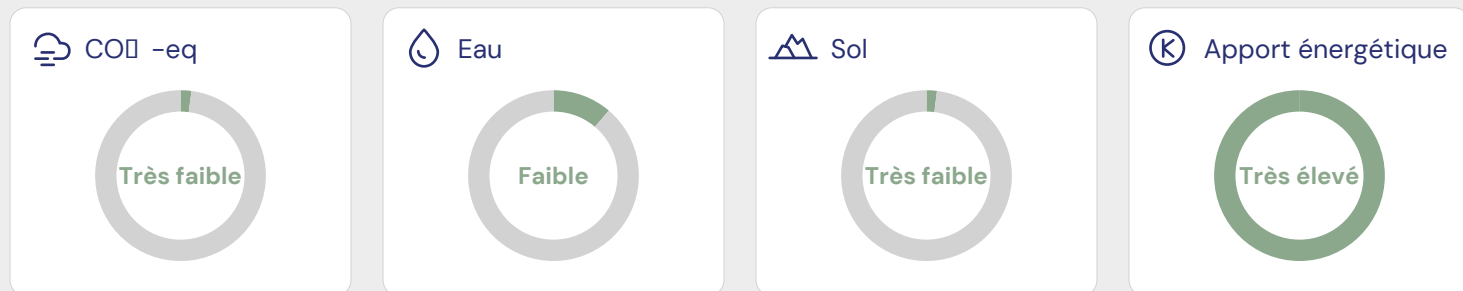 CO▯ -eq
Eau
Sol
Apport énergétique
Très faible
Faible
Très faible
Très élevé